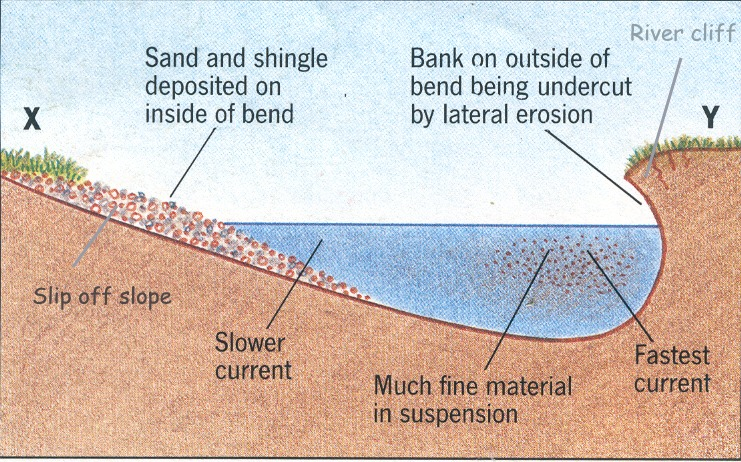 River cliff
Sand and shingle
deposited on
inside of bend
Bank on outside of
bend being undercut
by lateral erosion
X
Y
Slip off slope
Slower
current
Much fine material
in suspension
Fastest
current